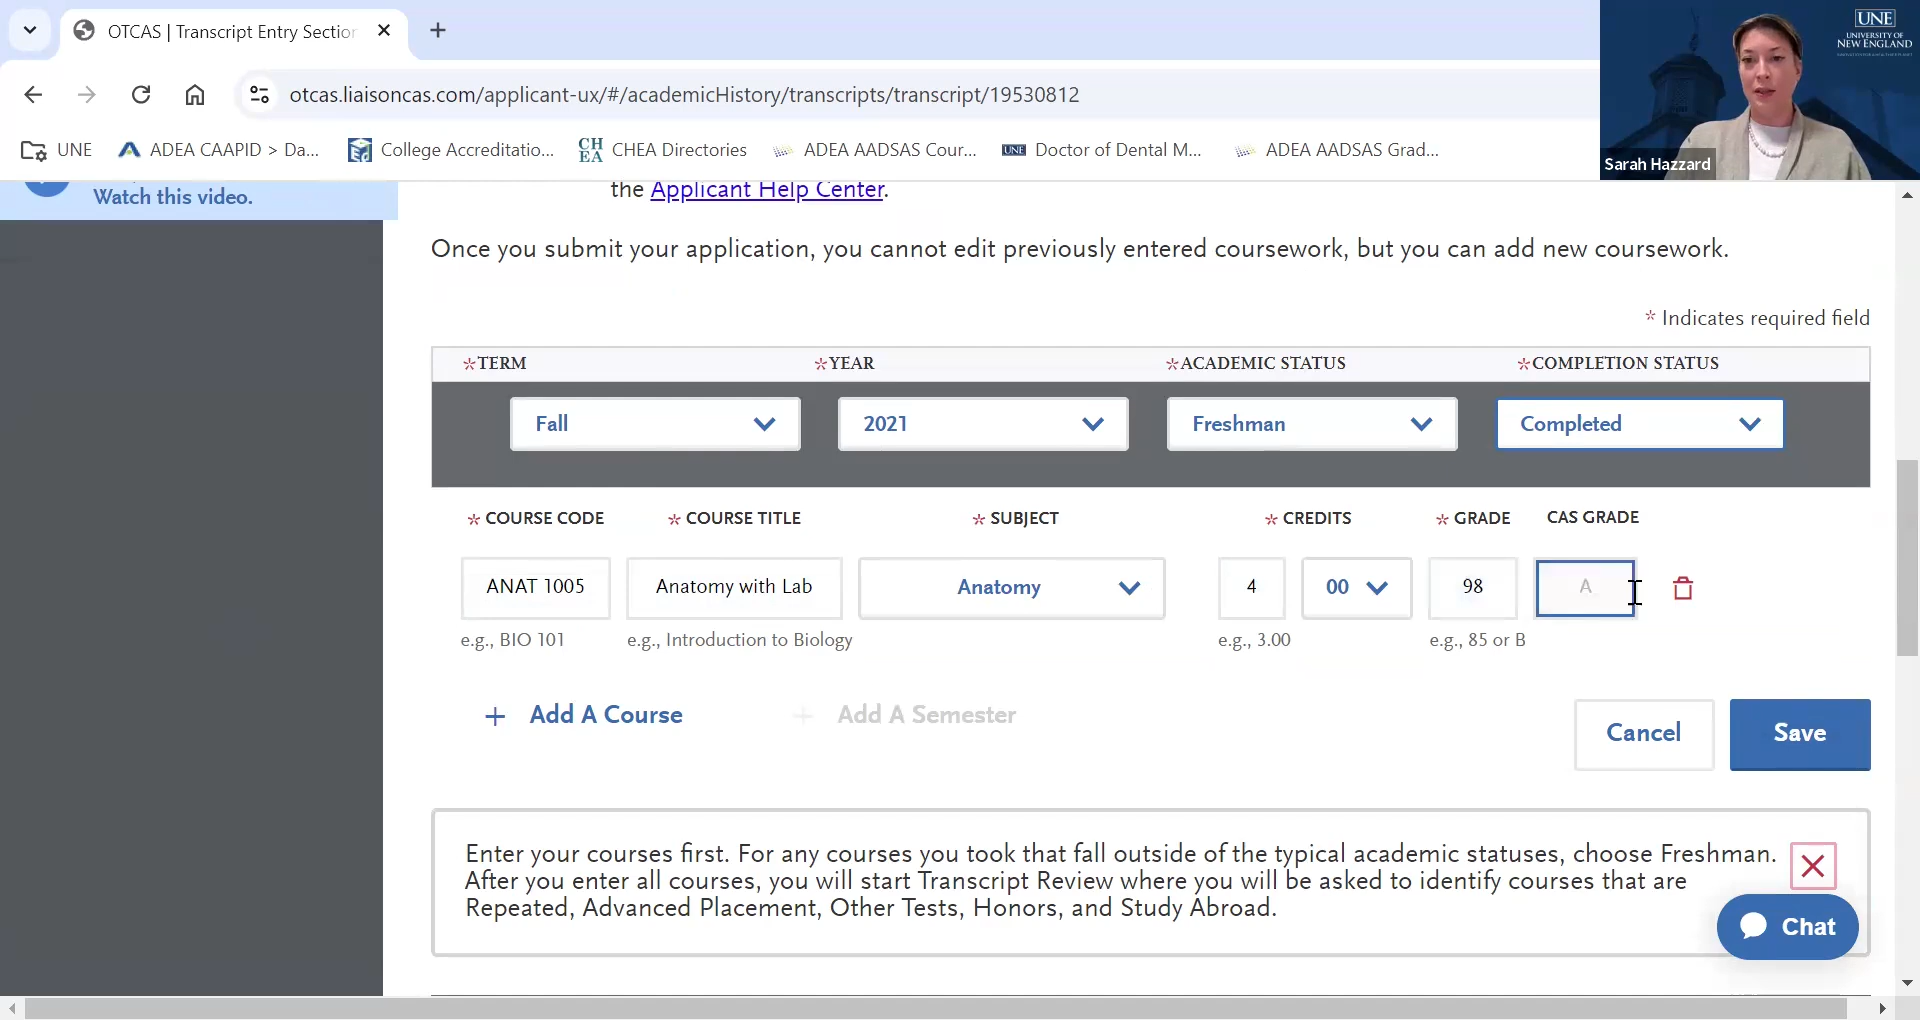 OTCAS | Transcript Entry Section
otcas.liaisoncas.com/applicant-ux/#/academicHistory/transcripts/transcript/19530812
UNE
ADEA CAAPID > Da...
College Accreditatio...
CH
EA
CHEA Directories
ADEA AADSAS Cour...
UNE
Doctor of Dental M...
ADEA AADSAS Grad...
UNE
UNIVERSITY OF
NEW ENGLAND
Sarah Hazzard
Watch this video.
the Applicant Help Center.
Once you submit your application, you cannot edit previously entered coursework, but you can add new coursework.
* Indicates required field
*TERM
*YEAR
*ACADEMIC STATUS
*COMPLETION STATUS
Fall
2021
Freshman
Completed
* COURSE CODE
* COURSE TITLE
* SUBJECT
* CREDITS
* GRADE
CAS GRADE
ANAT 1005
Anatomy with Lab
Anatomy
4
00
98
A
e.g., BIO 101
e.g., Introduction to Biology
e.g., 3.00
e.g., 85 or B
+ Add A Course
+ Add A Semester
Cancel
Save
Enter your courses first. For any courses you took that fall outside of the typical academic statuses, choose Freshman.
After you enter all courses, you will start Transcript Review where you will be asked to identify courses that are
Repeated, Advanced Placement, Other Tests, Honors, and Study Abroad.
Chat